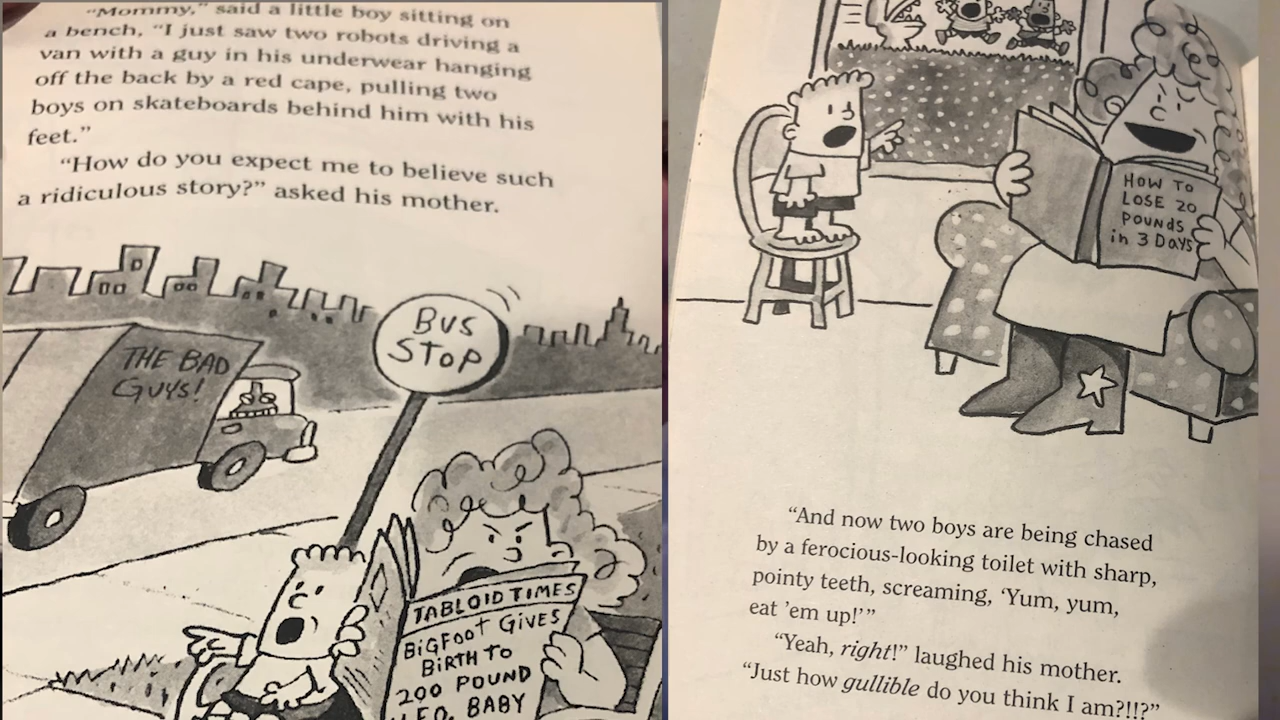 “Mommy,” said a little boy sitting on
a bench, “I just saw two robots driving a
van with a guy in his underwear hanging
off the back by a red cape, pulling two
boys on skateboards behind him with his
feet.”
“How do you expect me to believe such
a ridiculous story?” asked his mother.
BUS
STOP
THE BAD
GUYS!
TABLOID TIMES
BIGFOOT GIVES
BIRTH TO
200 POUND
U.F.O. BABY
HOW TO
LOSE 20
POUNDS
in 3 DAYS
“And now two boys are being chased
by a ferocious-looking toilet with sharp,
pointy teeth, screaming, ‘Yum, yum,
eat ’em up!’”
“Yeah, right!” laughed his mother.
“Just how gullible do you think I am?!!?”